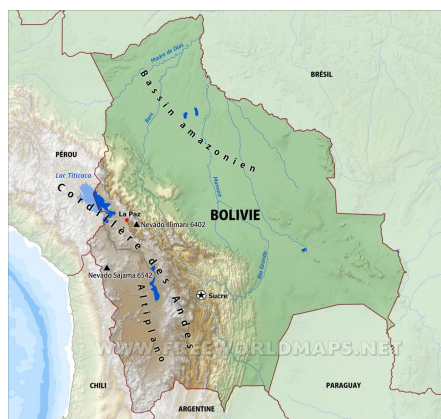 Madre de Dios
BRÉSIL
Bassin amazonien
Beni
PÉROU
Lac Titicaca
Mamoré
La Paz
BOLIVIE
Nevado Illimani 6402
Cordillère des Andes
Rio Grande
Nevado Sajama 6542
Altiplano
Sucre
WWW.FREEWORLDMAPS.NET
CHILI
PARAGUAY
ARGENTINE